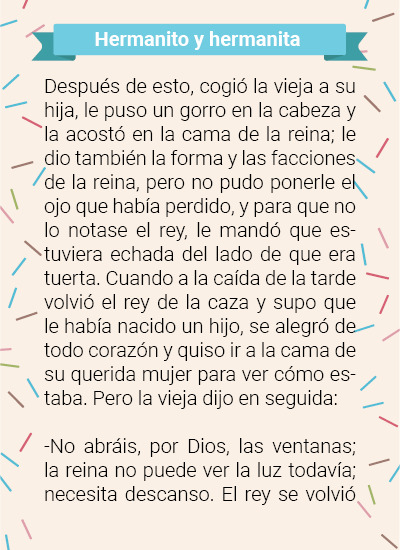 Hermanito y hermanita
Después de esto, cogió la vieja a su
hija, le puso un gorro en la cabeza y
la acostó en la cama de la reina; le
dio también la forma y las facciones
de la reina, pero no pudo ponerle el
ojo que había perdido, y para que no
lo notase el rey, le mandó que es-
tuviera echada del lado de que era
tuerta. Cuando a la caída de la tarde
volvió el rey de la caza y supo que
le había nacido un hijo, se alegró de
todo corazón y quiso ir a la cama de
su querida mujer para ver cómo es-
taba. Pero la vieja dijo en seguida:
-No abráis, por Dios, las ventanas;
la reina no puede ver la luz todavía;
necesita descanso. El rey se volvió